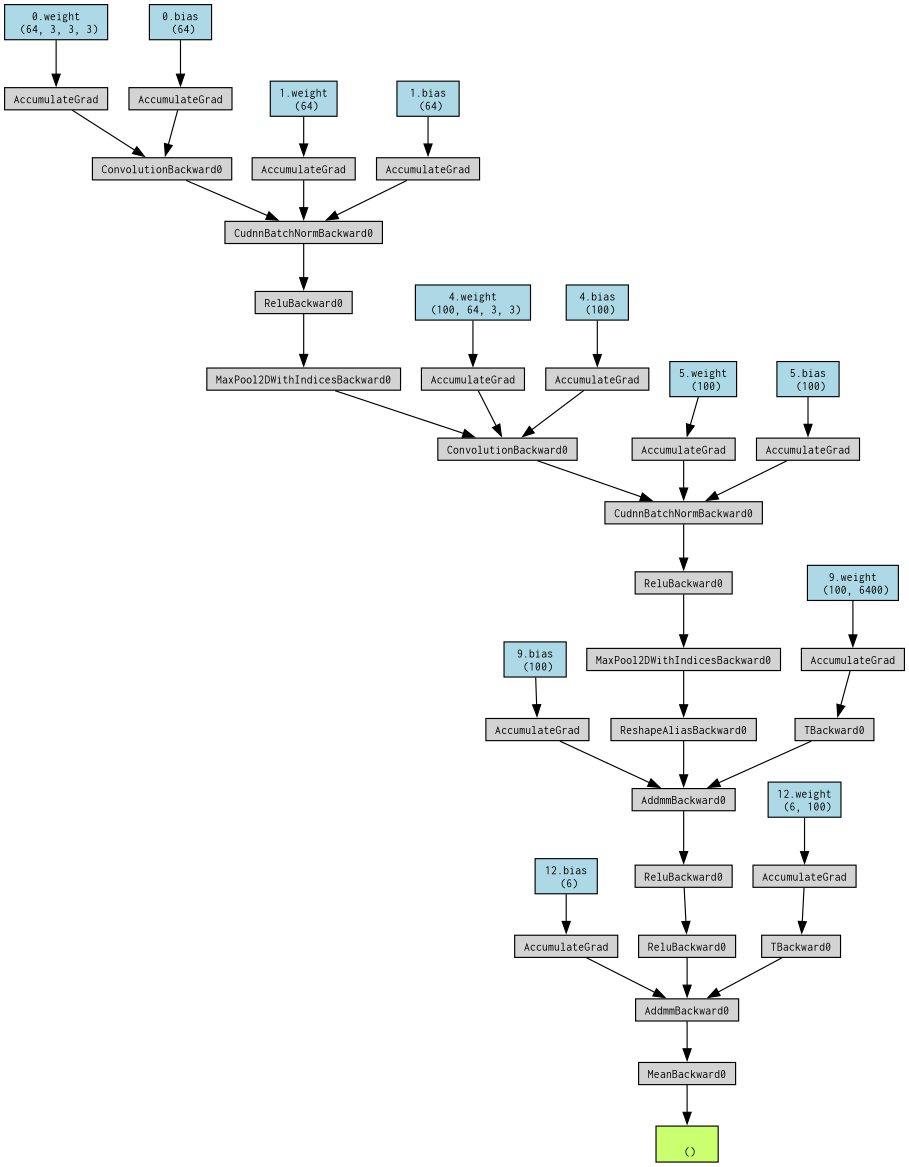 0.weight
(64, 3, 3, 3)
0.bias
(64)
AccumulateGrad
AccumulateGrad
1.weight
(64)
1.bias
(64)
ConvolutionBackward0
AccumulateGrad
AccumulateGrad
CudnnBatchNormBackward0
ReluBackward0
4.weight
(100, 64, 3, 3)
4.bias
(100)
MaxPool2DWithIndicesBackward0
AccumulateGrad
AccumulateGrad
5.weight
(100)
5.bias
(100)
ConvolutionBackward0
AccumulateGrad
AccumulateGrad
CudnnBatchNormBackward0
ReluBackward0
9.weight
(100, 6400)
9.bias
(100)
MaxPool2DWithIndicesBackward0
AccumulateGrad
AccumulateGrad
ReshapeAliasBackward0
TBackward0
AddmmBackward0
12.weight
(6, 100)
12.bias
(6)
ReluBackward0
AccumulateGrad
AccumulateGrad
ReluBackward0
TBackward0
AddmmBackward0
MeanBackward0
()